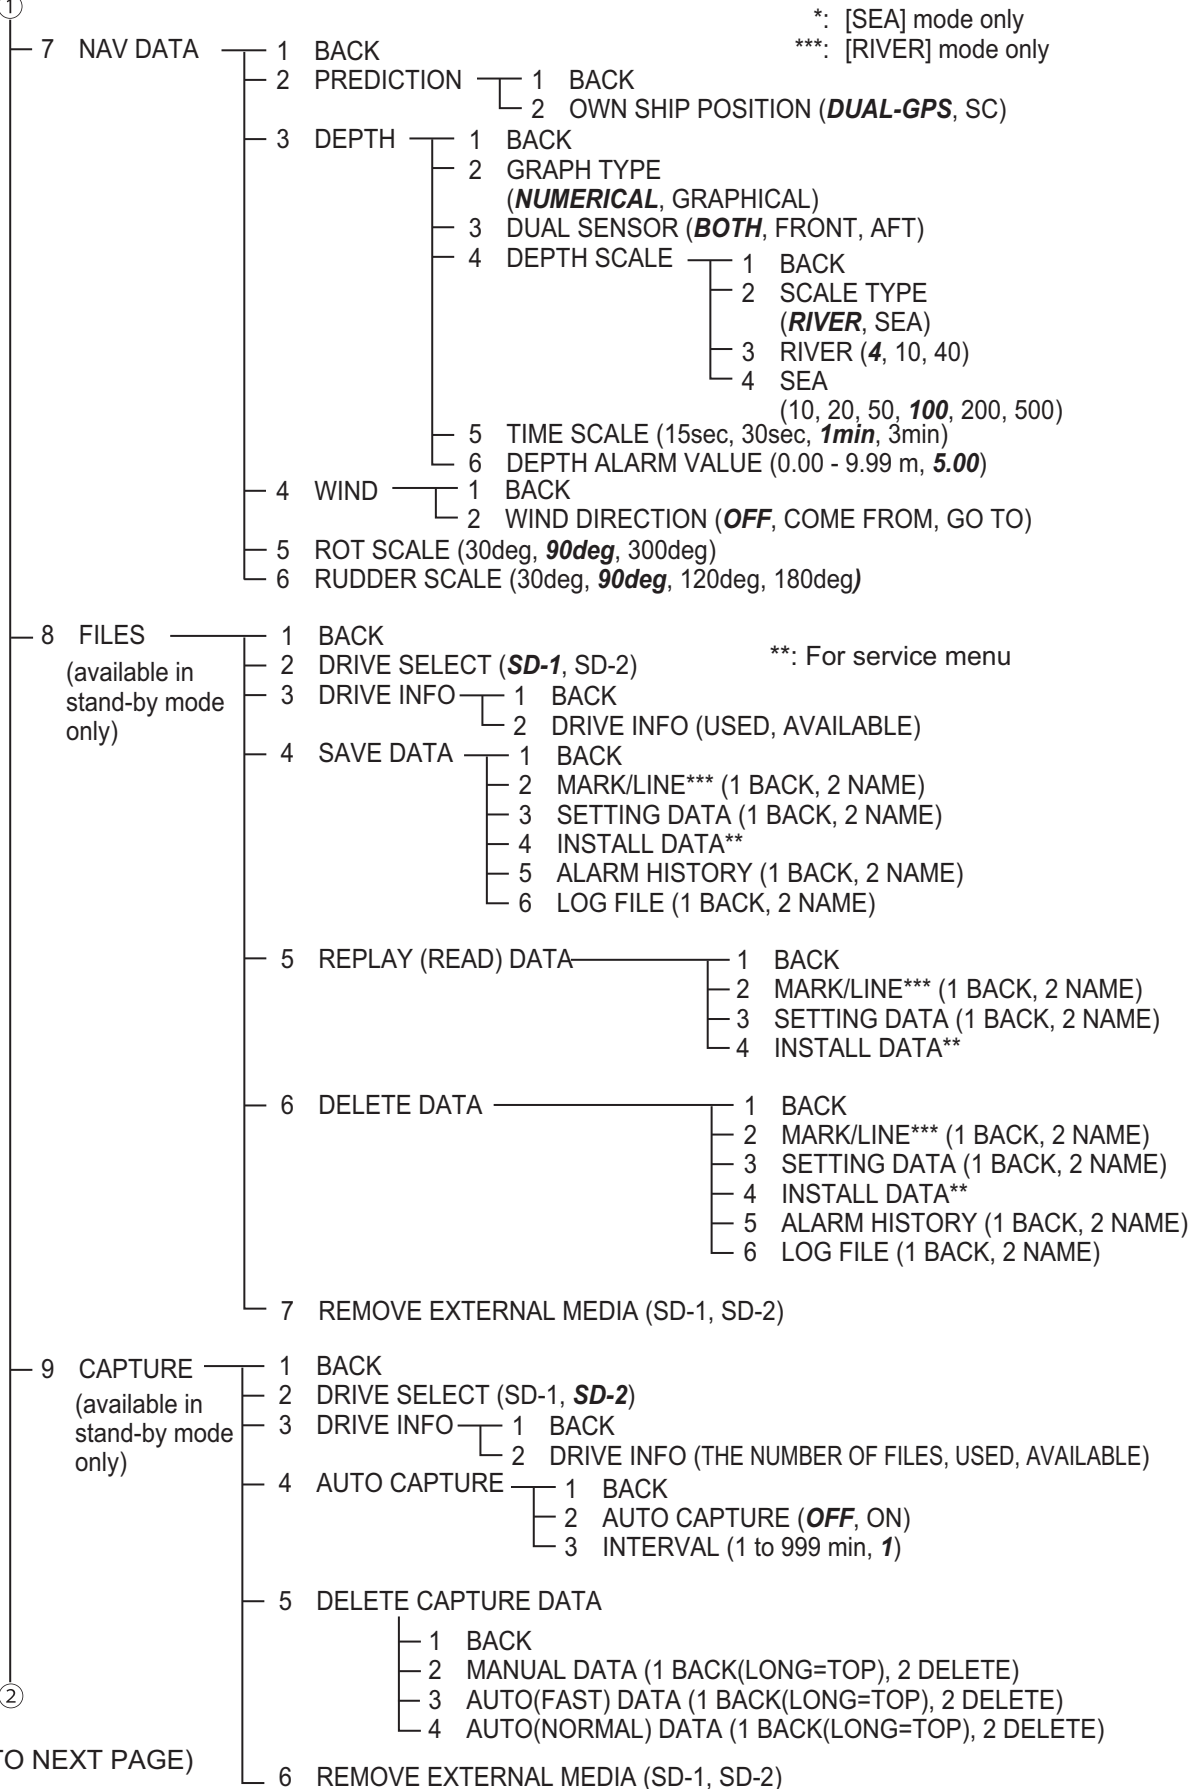 ①
*: [SEA] mode only
***: [RIVER] mode only
7 NAV DATA 1 BACK
2 PREDICTION 1 BACK
2 OWN SHIP POSITION (DUAL-GPS, SC)
3 DEPTH 1 BACK
2 GRAPH TYPE
(NUMERICAL, GRAPHICAL)
3 DUAL SENSOR (BOTH, FRONT, AFT)
4 DEPTH SCALE 1 BACK
2 SCALE TYPE
(RIVER, SEA)
3 RIVER (4, 10, 40)
4 SEA
(10, 20, 50, 100, 200, 500)
5 TIME SCALE (15sec, 30sec, 1min, 3min)
6 DEPTH ALARM VALUE (0.00 - 9.99 m, 5.00)
4 WIND 1 BACK
2 WIND DIRECTION (OFF, COME FROM, GO TO)
5 ROT SCALE (30deg, 90deg, 300deg)
6 RUDDER SCALE (30deg, 90deg, 120deg, 180deg)
8 FILES 1 BACK
(available in
stand-by mode
only)
**: For service menu
2 DRIVE SELECT (SD-1, SD-2)
3 DRIVE INFO 1 BACK
2 DRIVE INFO (USED, AVAILABLE)
4 SAVE DATA 1 BACK
2 MARK/LINE*** (1 BACK, 2 NAME)
3 SETTING DATA (1 BACK, 2 NAME)
4 INSTALL DATA**
5 ALARM HISTORY (1 BACK, 2 NAME)
6 LOG FILE (1 BACK, 2 NAME)
5 REPLAY (READ) DATA 1 BACK
2 MARK/LINE*** (1 BACK, 2 NAME)
3 SETTING DATA (1 BACK, 2 NAME)
4 INSTALL DATA**
6 DELETE DATA 1 BACK
2 MARK/LINE*** (1 BACK, 2 NAME)
3 SETTING DATA (1 BACK, 2 NAME)
4 INSTALL DATA**
5 ALARM HISTORY (1 BACK, 2 NAME)
6 LOG FILE (1 BACK, 2 NAME)
7 REMOVE EXTERNAL MEDIA (SD-1, SD-2)
9 CAPTURE 1 BACK
(available in
stand-by mode
only)
2 DRIVE SELECT (SD-1, SD-2)
3 DRIVE INFO 1 BACK
2 DRIVE INFO (THE NUMBER OF FILES, USED, AVAILABLE)
4 AUTO CAPTURE 1 BACK
2 AUTO CAPTURE (OFF, ON)
3 INTERVAL (1 to 999 min, 1)
5 DELETE CAPTURE DATA
1 BACK
2 MANUAL DATA (1 BACK(LONG=TOP), 2 DELETE)
3 AUTO(FAST) DATA (1 BACK(LONG=TOP), 2 DELETE)
4 AUTO(NORMAL) DATA (1 BACK(LONG=TOP), 2 DELETE)
6 REMOVE EXTERNAL MEDIA (SD-1, SD-2)
②
TO NEXT PAGE)